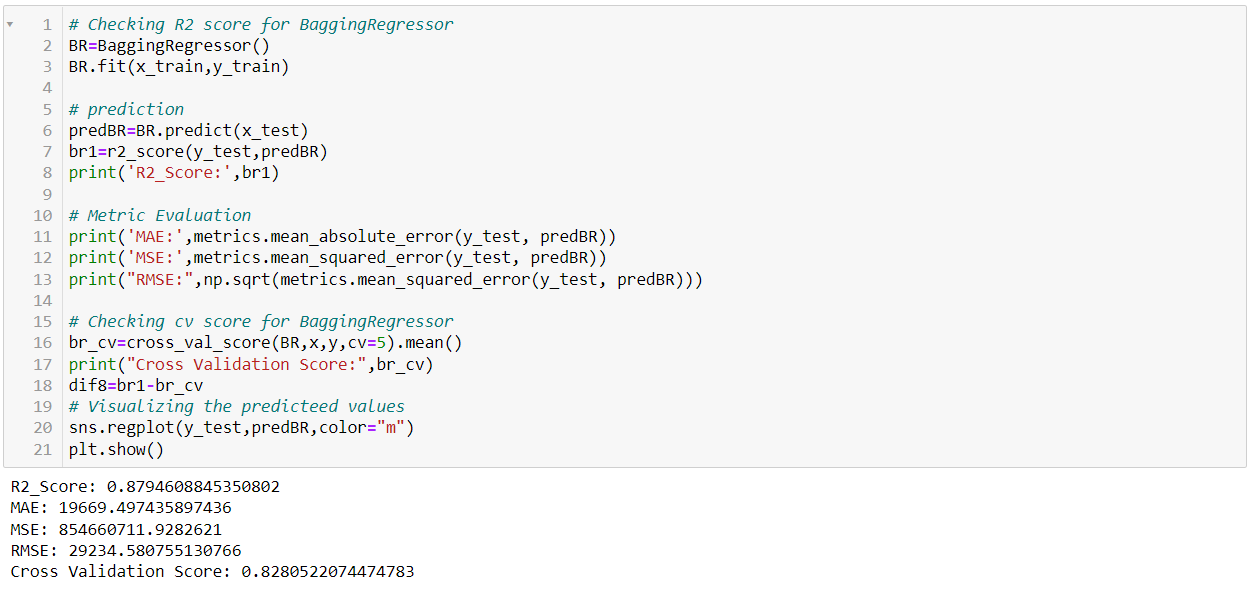 1 # Checking R2 score for BaggingRegressor
2 BR=BaggingRegressor()
3 BR.fit(x_train,y_train)
4
5 # prediction
6 predBR=BR.predict(x_test)
7 br1=r2_score(y_test,predBR)
8 print('R2_Score:',br1)
9
10 # Metric Evaluation
11 print('MAE:',metrics.mean_absolute_error(y_test, predBR))
12 print('MSE:',metrics.mean_squared_error(y_test, predBR))
13 print("RMSE:",np.sqrt(metrics.mean_squared_error(y_test, predBR)))
14
15 # Checking cv score for BaggingRegressor
16 br_cv=cross_val_score(BR,x,y,cv=5).mean()
17 print("Cross Validation Score:",br_cv)
18 dif8=br1-br_cv
19 # Visualizing the predicteed values
20 sns.regplot(y_test,predBR,color="m")
21 plt.show()
R2_Score: 0.8794608845350802
MAE: 19669.497435897436
MSE: 854660711.9282621
RMSE: 29234.580755130766
Cross Validation Score: 0.8280522074474783